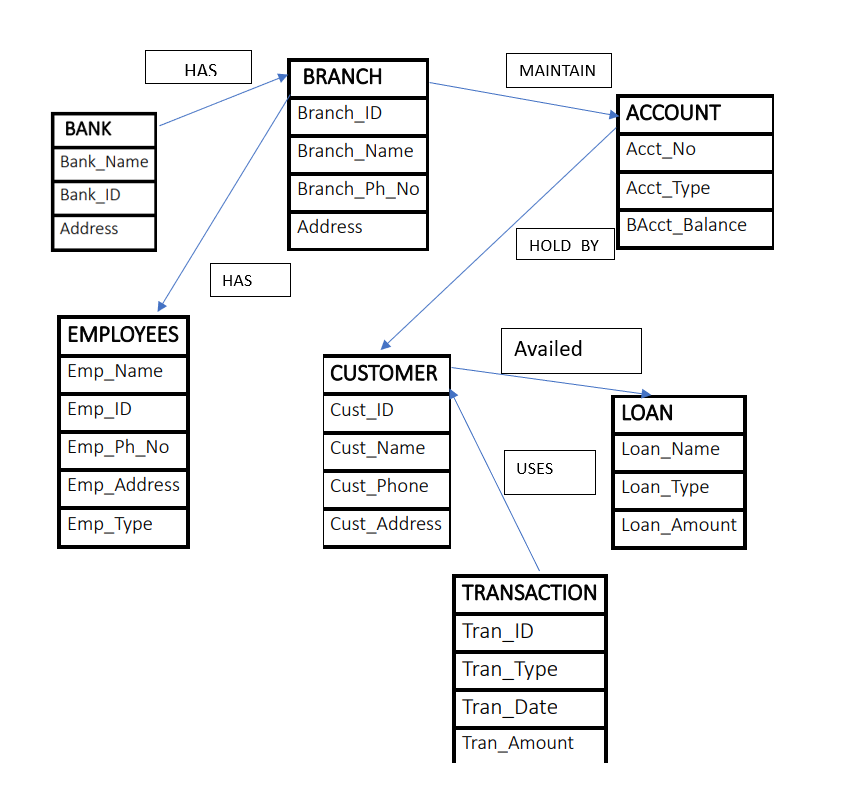 HAS
BANK
Bank_Name
Bank_ID
Address
BRANCH
Branch_ID
Branch_Name
Branch_Ph_No
Address
MAINTAIN
ACCOUNT
Acct_No
Acct_Type
BAcct_Balance
HAS
HOLD BY
EMPLOYEES
Emp_Name
Emp_ID
Emp_Ph_No
Emp_Address
Emp_Type
CUSTOMER
Cust_ID
Cust_Name
Cust_Phone
Cust_Address
Availed
LOAN
Loan_Name
Loan_Type
Loan_Amount
USES
TRANSACTION
Tran_ID
Tran_Type
Tran_Date
Tran_Amount